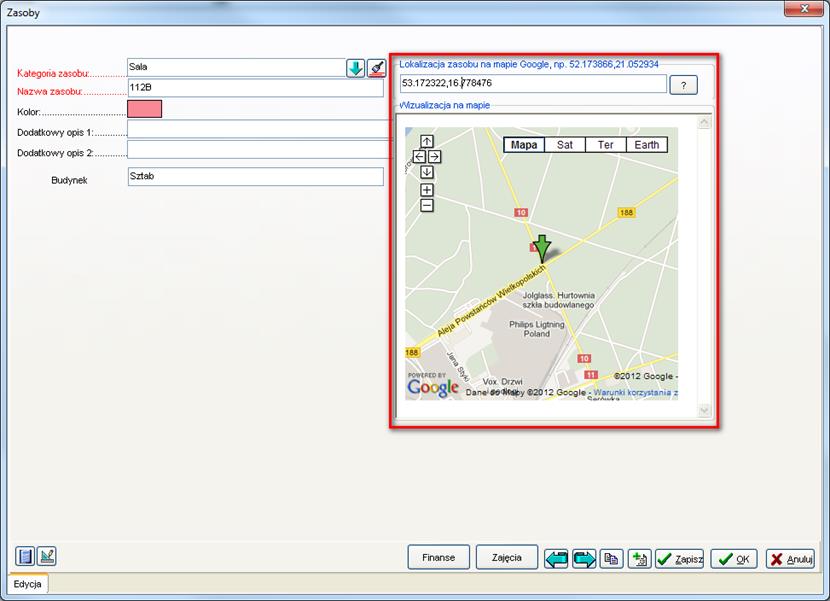 Zasoby
Kategoria zasobu:
Sala
Nazwa zasobu:
112B
Kolor:
Dodatkowy opis 1:
Dodatkowy opis 2:
Budynek
Sztab
Lokalizacja zasobu na mapie Google, np. 52.173866,21.052934
53.172322,16.778476
?
Wizualizacja na mapie
Mapa Sat Ter Earth
10
188
Aleja Powstańców Wielkopolskich
Jolglass. Hurtownia
szkła budowlanego
Philips Ligtning
Poland
188
Jana Styki
10
11
©2012 Google -
POWERED BY
Google
Vox. Drzwi
Dane do Mapy ©2012 Google - Warunki korzystania z
Finanse
Zajęcia
Zapisz
OK
Anuluj
Edycja